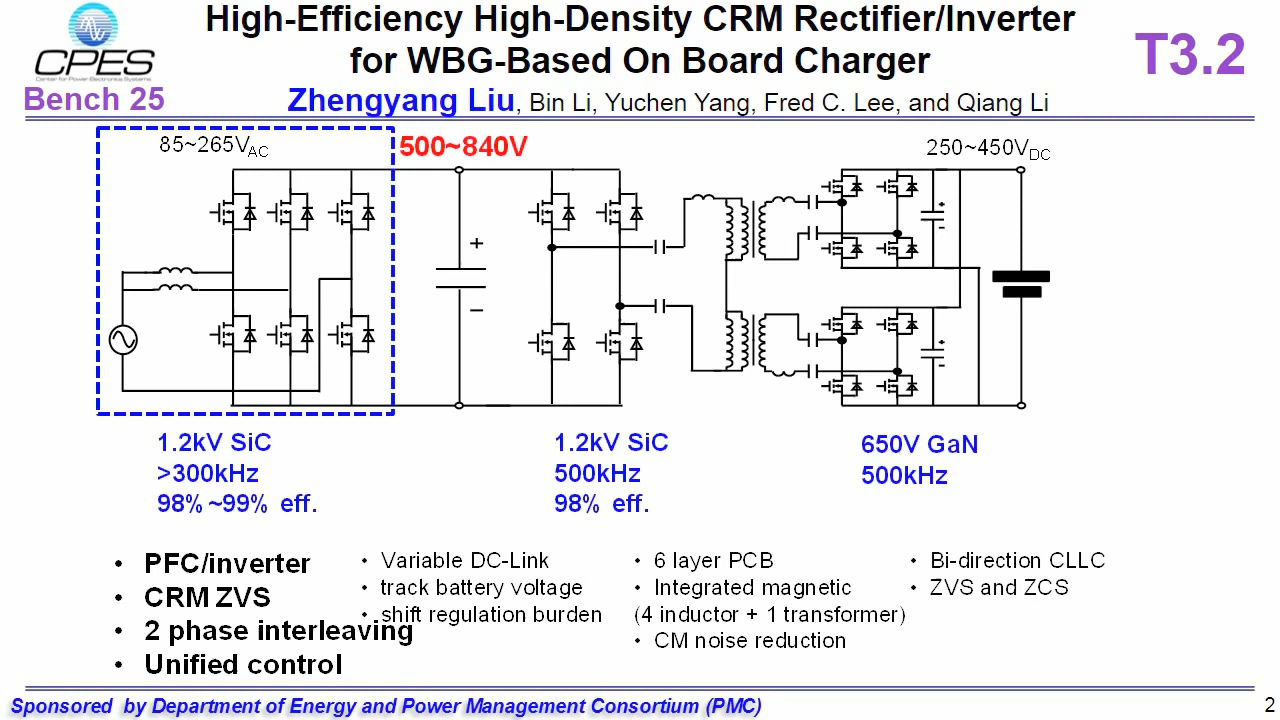 CPES
Center for Power Electronics Systems
Bench 25
High-Efficiency High-Density CRM Rectifier/Inverter
for WBG-Based On Board Charger
T3.2
Zhengyang Liu, Bin Li, Yuchen Yang, Fred C. Lee, and Qiang Li
85~265VAC
500~840V
250~450VDC
+
−
+
-
+
-
1.2kV SiC
>300kHz
98% ~99% eff.
1.2kV SiC
500kHz
98% eff.
650V GaN
500kHz
• PFC/inverter
• CRM ZVS
• 2 phase interleaving
• Unified control
• Variable DC-Link
• track battery voltage
• shift regulation burden
• 6 layer PCB
• Integrated magnetic
(4 inductor + 1 transformer)
• CM noise reduction
• Bi-direction CLLC
• ZVS and ZCS
Sponsored by Department of Energy and Power Management Consortium (PMC)
2